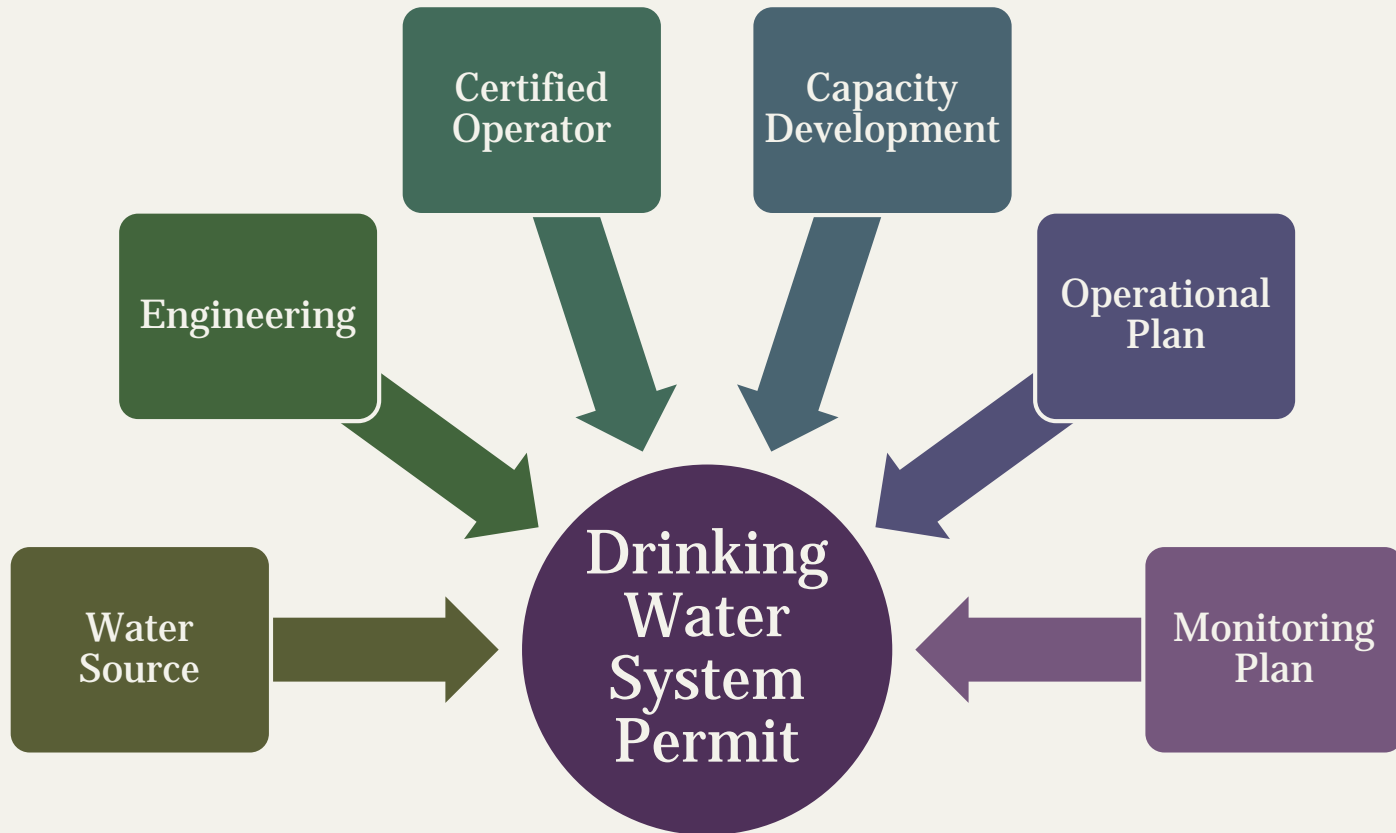 Certified
Operator
Capacity
Development
Engineering
Operational
Plan
Water
Source
Drinking
Water
System
Permit
Monitoring
Plan